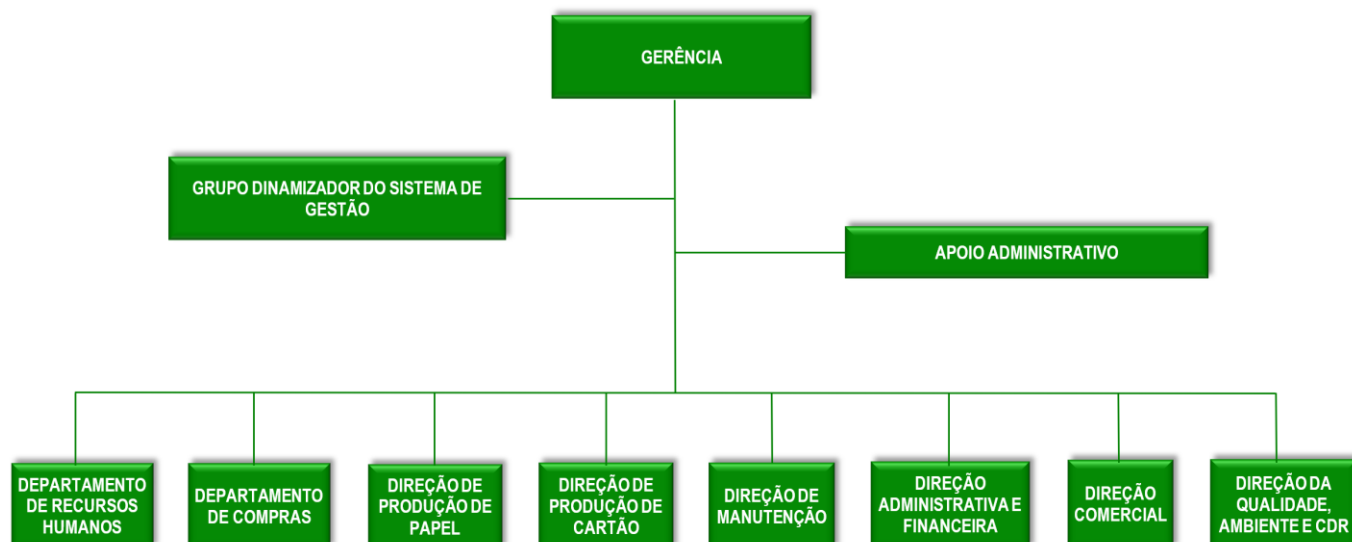 GERÊNCIA
GRUPO DINAMIZADOR DO SISTEMA DE
GESTÃO
APOIO ADMINISTRATIVO
DEPARTAMENTO
DE RECURSOS
HUMANOS
DEPARTAMENTO
DE COMPRAS
DIREÇÃO DE
PRODUÇÃO DE
PAPEL
DIREÇÃO DE
PRODUÇÃO DE
CARTÃO
DIREÇÃO DE
MANUTENÇÃO
DIREÇÃO
ADMINISTRATIVA E
FINANCEIRA
DIREÇÃO
COMERCIAL
DIREÇÃO DA
QUALIDADE,
AMBIENTE E CDR